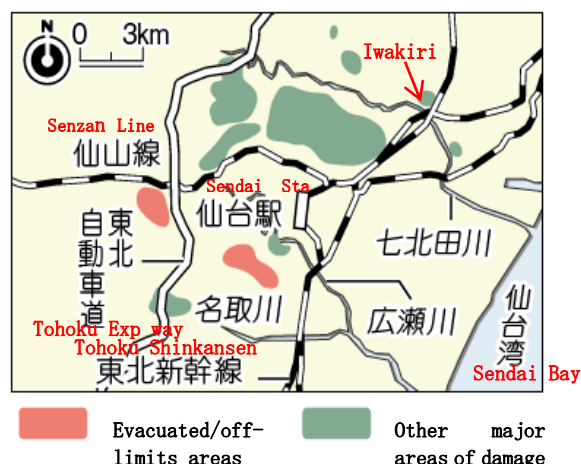 N
0 3km
Iwakiri
Senzan Line
仙山線
Sendai Sta
仙台駅
七北田川
東北
自動車道
名取川
広瀬川
仙台湾
Tohoku Exp way
Tohoku Shinkansen
東北新幹線
Sendai Bay
Evacuated/off-
limits areas
Other major
areas of damage